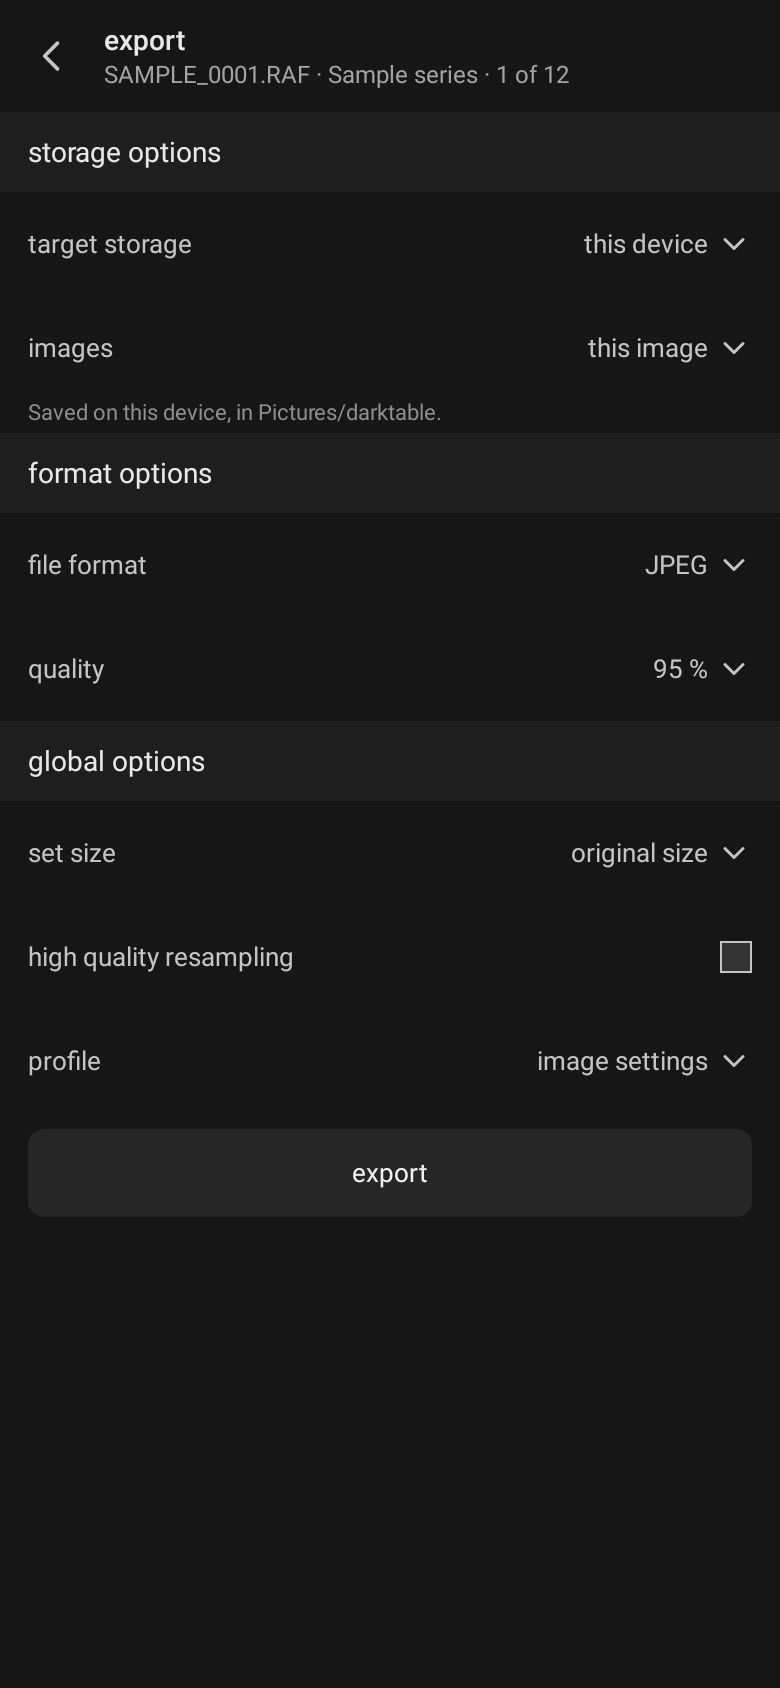 export
SAMPLE_0001.RAF · Sample series · 1 of 12
storage options
target storage this device
images this image
Saved on this device, in Pictures/darktable.
format options
file format JPEG
quality 95 %
global options
set size original size
high quality resampling
profile image settings
export